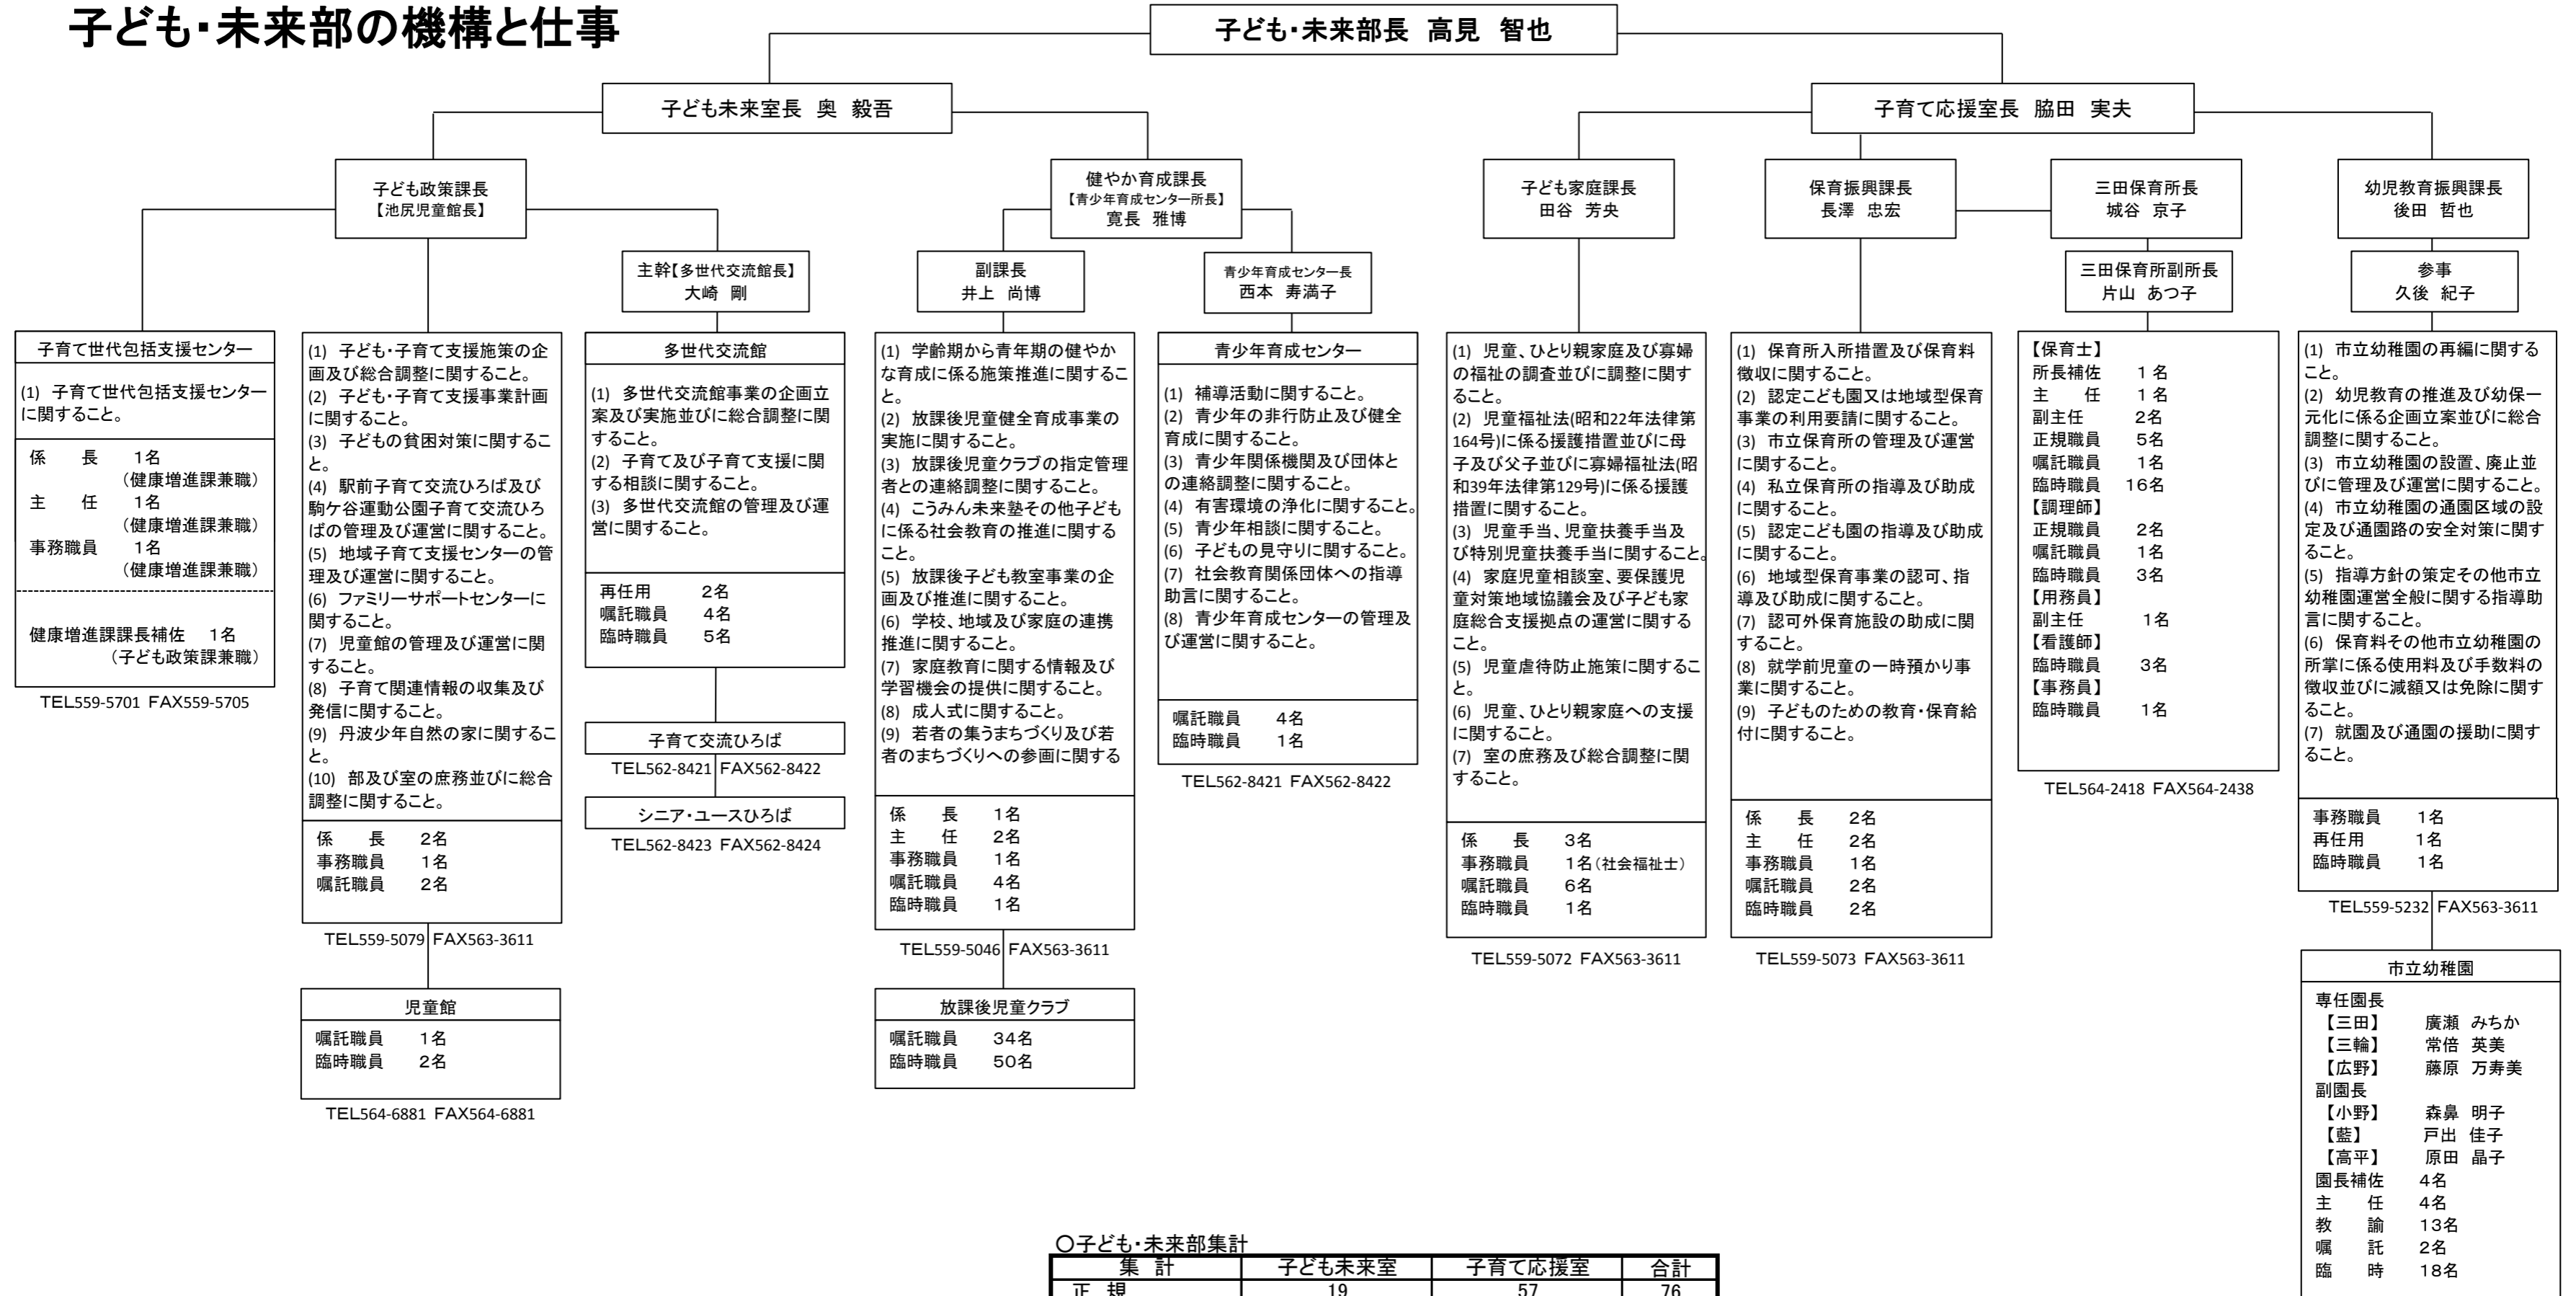 子ども・未来部の機構と仕事
子ども・未来部長 高見 智也
子ども未来室長 奥 毅吾
子育て応援室長 脇田 実夫
子ども政策課長
【池尻児童館長】
健やか育成課長
【青少年育成センター所長】
寛長 雅博
子ども家庭課長
田谷 芳央
保育振興課長
長澤 忠宏
三田保育所長
城谷 京子
幼児教育振興課長
後田 哲也
主幹【多世代交流館長】
大崎 剛
副課長
井上 尚博
青少年育成センター長
西本 寿満子
三田保育所副所長
片山 あつ子
参事
久後 紀子
子育て世代包括支援センター
(1) 子育て世代包括支援センター
に関すること。
係 長 1名
(健康増進課兼職)
主 任 1名
(健康増進課兼職)
事務職員 1名
(健康増進課兼職)
健康増進課課長補佐 1名
(子ども政策課兼職)
TEL559-5701 FAX559-5705
(1) 子ども・子育て支援施策の企
画及び総合調整に関すること。
(2) 子ども・子育て支援事業計画
に関すること。
(3) 子どもの貧困対策に関するこ
と。
(4) 駅前子育て交流ひろば及び
駒ケ谷運動公園子育て交流ひろ
ばの管理及び運営に関すること。
(5) 地域子育て支援センターの管
理及び運営に関すること。
(6) ファミリーサポートセンターに
関すること。
(7) 児童館の管理及び運営に関
すること。
(8) 子育て関連情報の収集及び
発信に関すること。
(9) 丹波少年自然の家に関するこ
と。
(10) 部及び室の庶務並びに総合
調整に関すること。
係 長 2名
事務職員 1名
嘱託職員 2名
TEL559-5079 FAX563-3611
児童館
嘱託職員 1名
臨時職員 2名
TEL564-6881 FAX564-6881
多世代交流館
(1) 多世代交流館事業の企画立
案及び実施並びに総合調整に関
すること。
(2) 子育て及び子育て支援に関
する相談に関すること。
(3) 多世代交流館の管理及び運
営に関すること。
再任用 2名
嘱託職員 4名
臨時職員 5名
子育て交流ひろば
TEL562-8421 FAX562-8422
シニア・ユースひろば
TEL562-8423 FAX562-8424
(1) 学齢期から青年期の健やか
な育成に係る施策推進に関するこ
と。
(2) 放課後児童健全育成事業の
実施に関すること。
(3) 放課後児童クラブの指定管理
者との連絡調整に関すること。
(4) こうみん未来塾その他子ども
に係る社会教育の推進に関する
こと。
(5) 放課後子ども教室事業の企
画及び推進に関すること。
(6) 学校、地域及び家庭の連携
推進に関すること。
(7) 家庭教育に関する情報及び
学習機会の提供に関すること。
(8) 成人式に関すること。
(9) 若者の集うまちづくり及び若
者のまちづくりへの参画に関する
係 長 1名
主 任 2名
事務職員 1名
嘱託職員 4名
臨時職員 1名
TEL559-5046 FAX563-3611
放課後児童クラブ
嘱託職員 34名
臨時職員 50名
青少年育成センター
(1) 補導活動に関すること。
(2) 青少年の非行防止及び健全
育成に関すること。
(3) 青少年関係機関及び団体と
の連絡調整に関すること。
(4) 有害環境の浄化に関すること。
(5) 青少年相談に関すること。
(6) 子どもの見守りに関すること。
(7) 社会教育関係団体への指導
助言に関すること。
(8) 青少年育成センターの管理及
び運営に関すること。
嘱託職員 4名
臨時職員 1名
TEL562-8421 FAX562-8422
(1) 児童、ひとり親家庭及び寡婦
の福祉の調査並びに調整に関す
ること。
(2) 児童福祉法(昭和22年法律第
164号)に係る援護措置並びに母
子及び父子並びに寡婦福祉法(昭
和39年法律第129号)に係る援護
措置に関すること。
(3) 児童手当、児童扶養手当及
び特別児童扶養手当に関すること。
(4) 家庭児童相談室、要保護児
童対策地域協議会及び子ども家
庭総合支援拠点の運営に関する
こと。
(5) 児童虐待防止施策に関するこ
と。
(6) 児童、ひとり親家庭への支援
に関すること。
(7) 室の庶務及び総合調整に関
すること。
係 長 3名
事務職員 1名(社会福祉士)
嘱託職員 6名
臨時職員 1名
TEL559-5072 FAX563-3611
(1) 保育所入所措置及び保育料
徴収に関すること。
(2) 認定こども園又は地域型保育
事業の利用要請に関すること。
(3) 市立保育所の管理及び運営
に関すること。
(4) 私立保育所の指導及び助成
に関すること。
(5) 認定こども園の指導及び助成
に関すること。
(6) 地域型保育事業の認可、指
導及び助成に関すること。
(7) 認可外保育施設の助成に関
すること。
(8) 就学前児童の一時預かり事
業に関すること。
(9) 子どものための教育・保育給
付に関すること。
係 長 2名
主 任 2名
事務職員 1名
嘱託職員 2名
臨時職員 2名
TEL559-5073 FAX563-3611
【保育士】
所長補佐 1名
主 任 1名
副主任 2名
正規職員 5名
嘱託職員 1名
臨時職員 16名
【調理師】
正規職員 2名
嘱託職員 1名
臨時職員 3名
【用務員】
副主任 1名
【看護師】
臨時職員 3名
【事務員】
臨時職員 1名
TEL564-2418 FAX564-2438
(1) 市立幼稚園の再編に関する
こと。
(2) 幼児教育の推進及び幼保一
元化に係る企画立案並びに総合
調整に関すること。
(3) 市立幼稚園の設置、廃止並
びに管理及び運営に関すること。
(4) 市立幼稚園の通園区域の設
定及び通園路の安全対策に関す
ること。
(5) 指導方針の策定その他市立
幼稚園運営全般に関する指導助
言に関すること。
(6) 保育料その他市立幼稚園の
所掌に係る使用料及び手数料の
徴収並びに減額又は免除に関す
ること。
(7) 就園及び通園の援助に関す
ること。
事務職員 1名
再任用 1名
臨時職員 1名
TEL559-5232 FAX563-3611
市立幼稚園
専任園長
【三田】 廣瀬 みちか
【三輪】 常倍 英美
【広野】 藤原 万寿美
副園長
【小野】 森鼻 明子
【藍】 戸出 佳子
【高平】 原田 晶子
園長補佐 4名
主 任 4名
教 諭 13名
嘱 託 2名
臨 時 18名
○子ども・未来部集計
集 計 子ども未来室 子育て応援室 合計
正 規 19 57 76